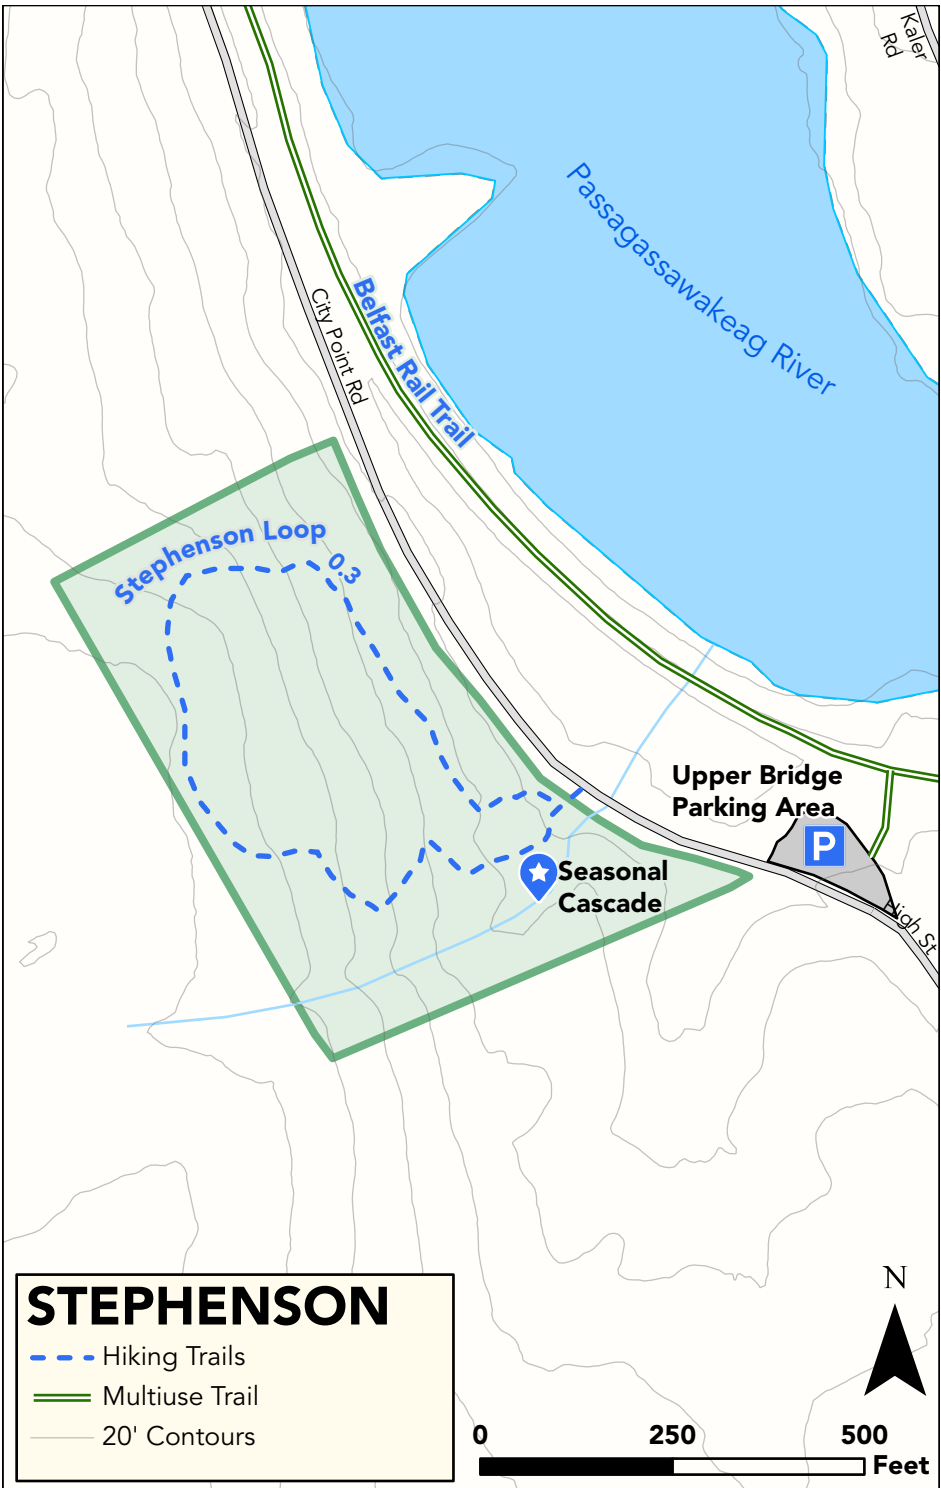 Kaler
Rd
Passagassawakeag River
City Point Rd
Belfast Rail Trail
Stephenson Loop
0.3
Upper Bridge
Parking Area
P
Seasonal
Cascade
High St
STEPHENSON
Hiking Trails
Multiuse Trail
20' Contours
N
0 250 500
Feet